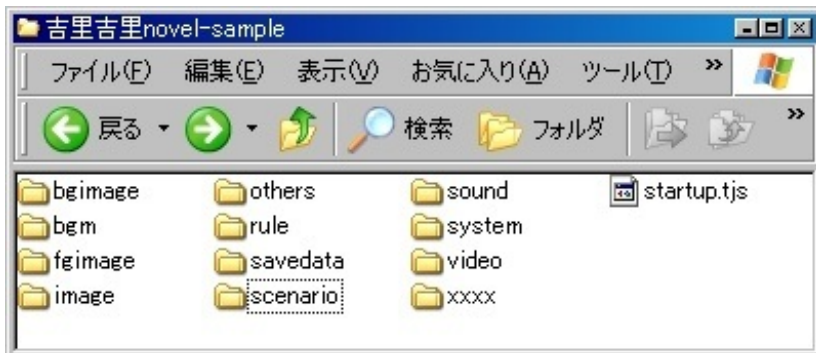 吉里吉里novel-sample
ファイル(F) 編集(E) 表示(V) お気に入り(A) ツール(T) »
戻る 検索 フォルダ »
bgimage others sound startup.tjs
bgm rule system
fgimage savedata video
image scenario xxxx